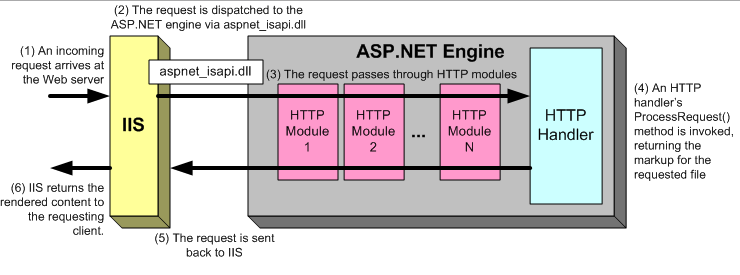 (2) The request is dispatched to the
ASP.NET engine via aspnet_isapi.dll
(1) An incoming
request arrives at
the Web server
ASP.NET Engine
aspnet_isapi.dll
(3) The request passes through HTTP modules
IIS
HTTP
Module
1
HTTP
Module
2
...
HTTP
Module
N
HTTP
Handler
(4) An HTTP
handler's
ProcessRequest()
method is invoked,
returning the
markup for the
requested file
(6) IIS returns the
rendered content to
the requesting
client.
(5) The request is sent
back to IIS